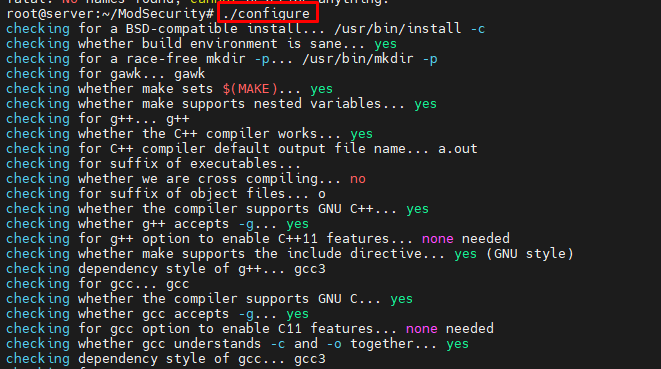 fatal: No names found, cannot describe anything.
root@server:~/ModSecurity# ./configure
checking for a BSD-compatible install... /usr/bin/install -c
checking whether build environment is sane... yes
checking for a race-free mkdir -p... /usr/bin/mkdir -p
checking for gawk... gawk
checking whether make sets $(MAKE)... yes
checking whether make supports nested variables... yes
checking for g++... g++
checking whether the C++ compiler works... yes
checking for C++ compiler default output file name... a.out
checking for suffix of executables...
checking whether we are cross compiling... no
checking for suffix of object files... o
checking whether the compiler supports GNU C++... yes
checking whether g++ accepts -g... yes
checking for g++ option to enable C++11 features... none needed
checking whether make supports the include directive... yes (GNU style)
checking dependency style of g++... gcc3
checking for gcc... gcc
checking whether the compiler supports GNU C... yes
checking whether gcc accepts -g... yes
checking for gcc option to enable C11 features... none needed
checking whether gcc understands -c and -o together... yes
checking dependency style of gcc... gcc3